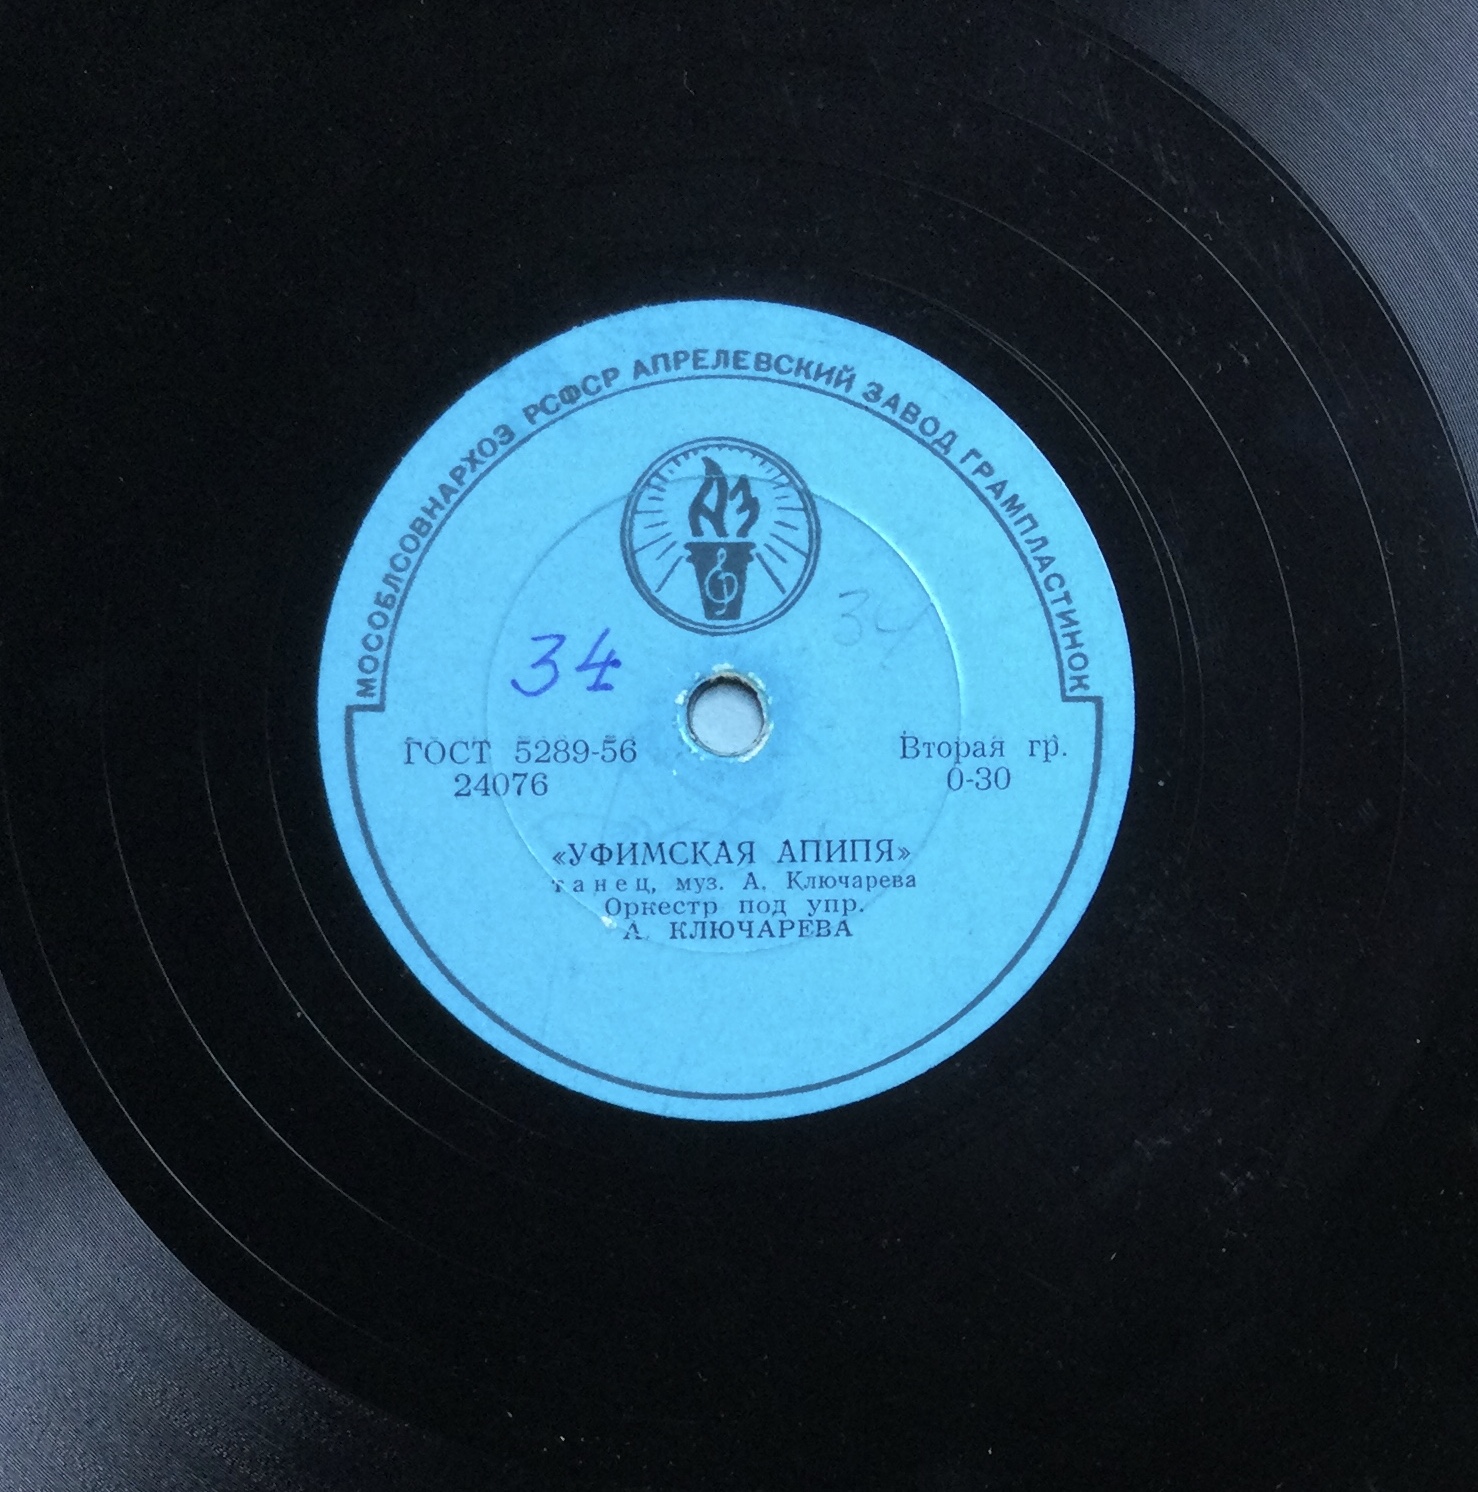 МОСОБЛСОВНАРХОЗ РСФСР АПРЕЛЕВСКИЙ ЗАВОД ГРАМПЛАСТИНОК
АЗ
34
34
ГОСТ 5289-56
24076
Вторая гр.
0-30
«УФИМСКАЯ АПИПЯ»
танец, муз. А. Ключарева
Оркестр под упр.
А. КЛЮЧАРЕВА